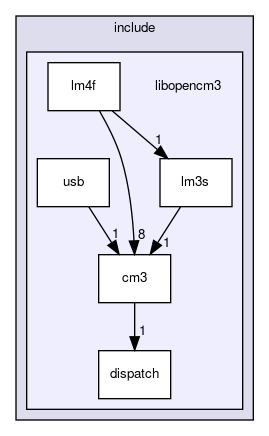 include
lm4f
libopencm3
1
usb
lm3s
1
8
1
cm3
1
dispatch